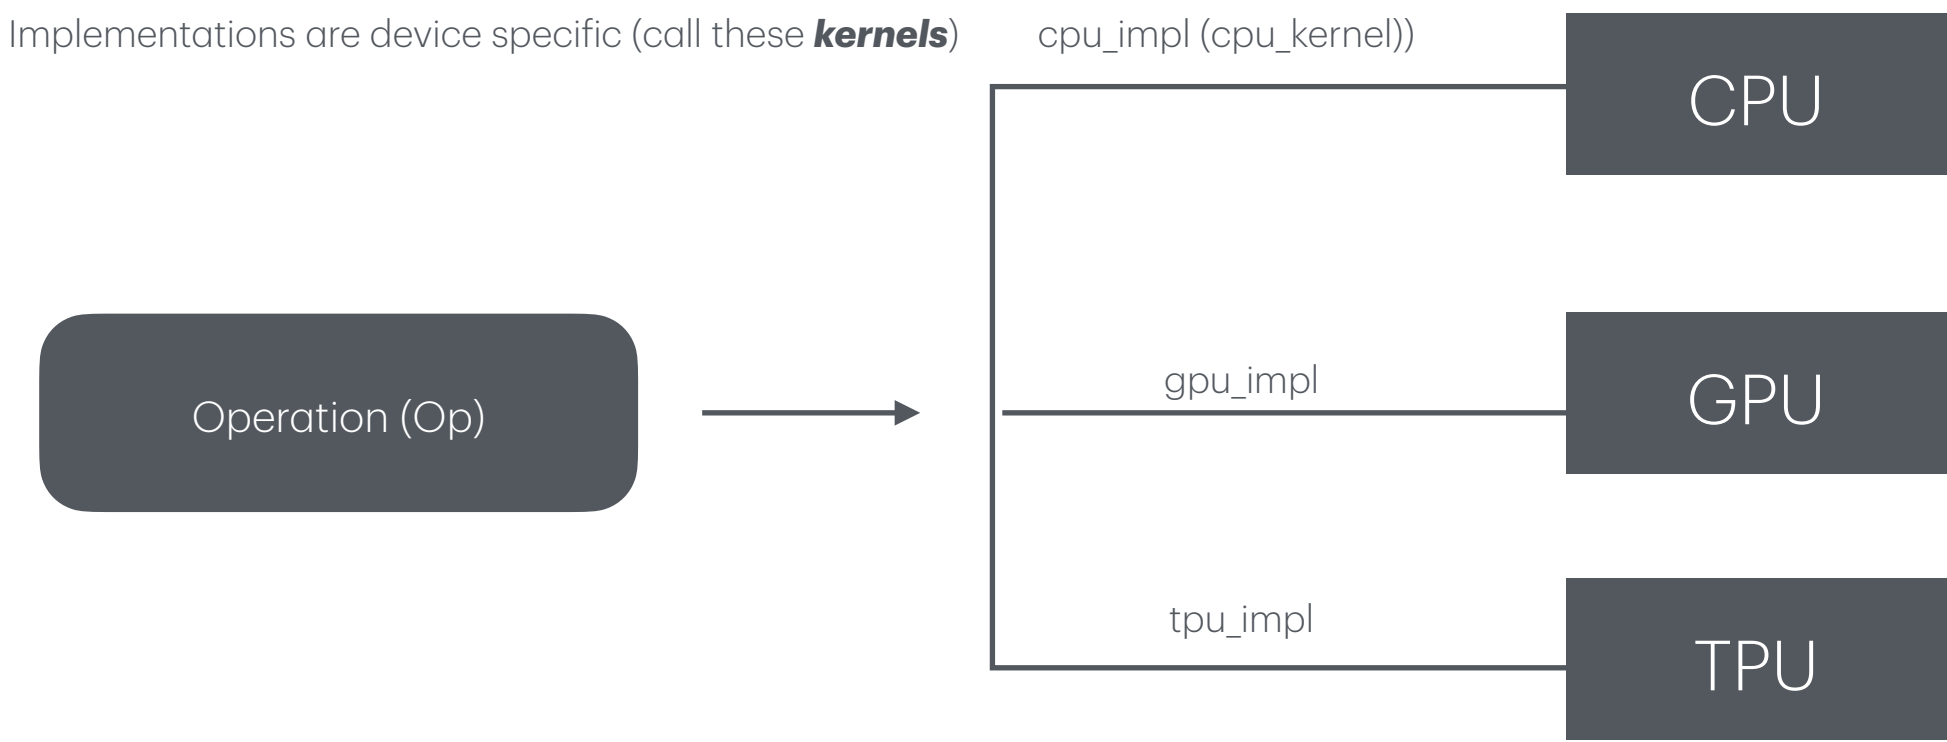 Implementations are device specific (call these kernels)
cpu_impl (cpu_kernel))
CPU
Operation (Op)
gpu_impl
GPU
tpu_impl
TPU